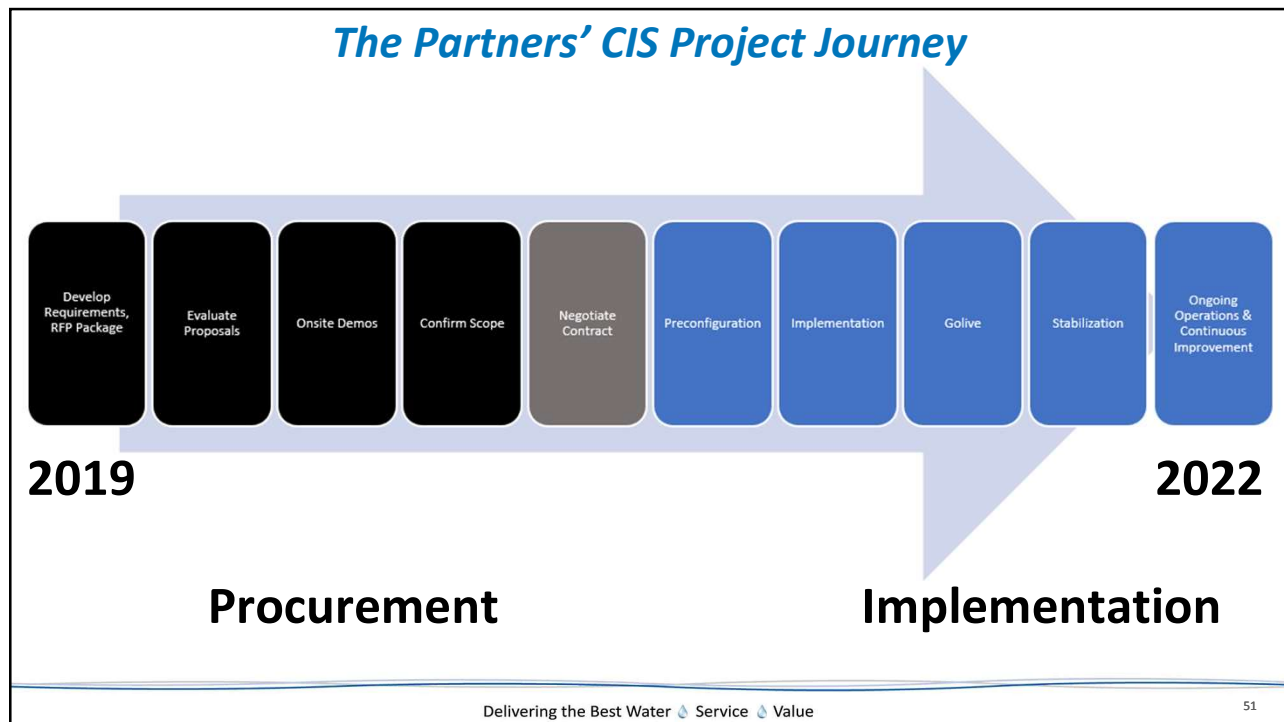 The Partners’ CIS Project Journey
Develop
Requirements,
RFP Package
Evaluate
Proposals
Onsite Demos
Confirm Scope
Negotiate
Contract
Preconfiguration
Implementation
Golive
Stabilization
Ongoing
Operations &
Continuous
Improvement
2019
2022
Procurement
Implementation
Delivering the Best Water 💧 Service 💧 Value
51